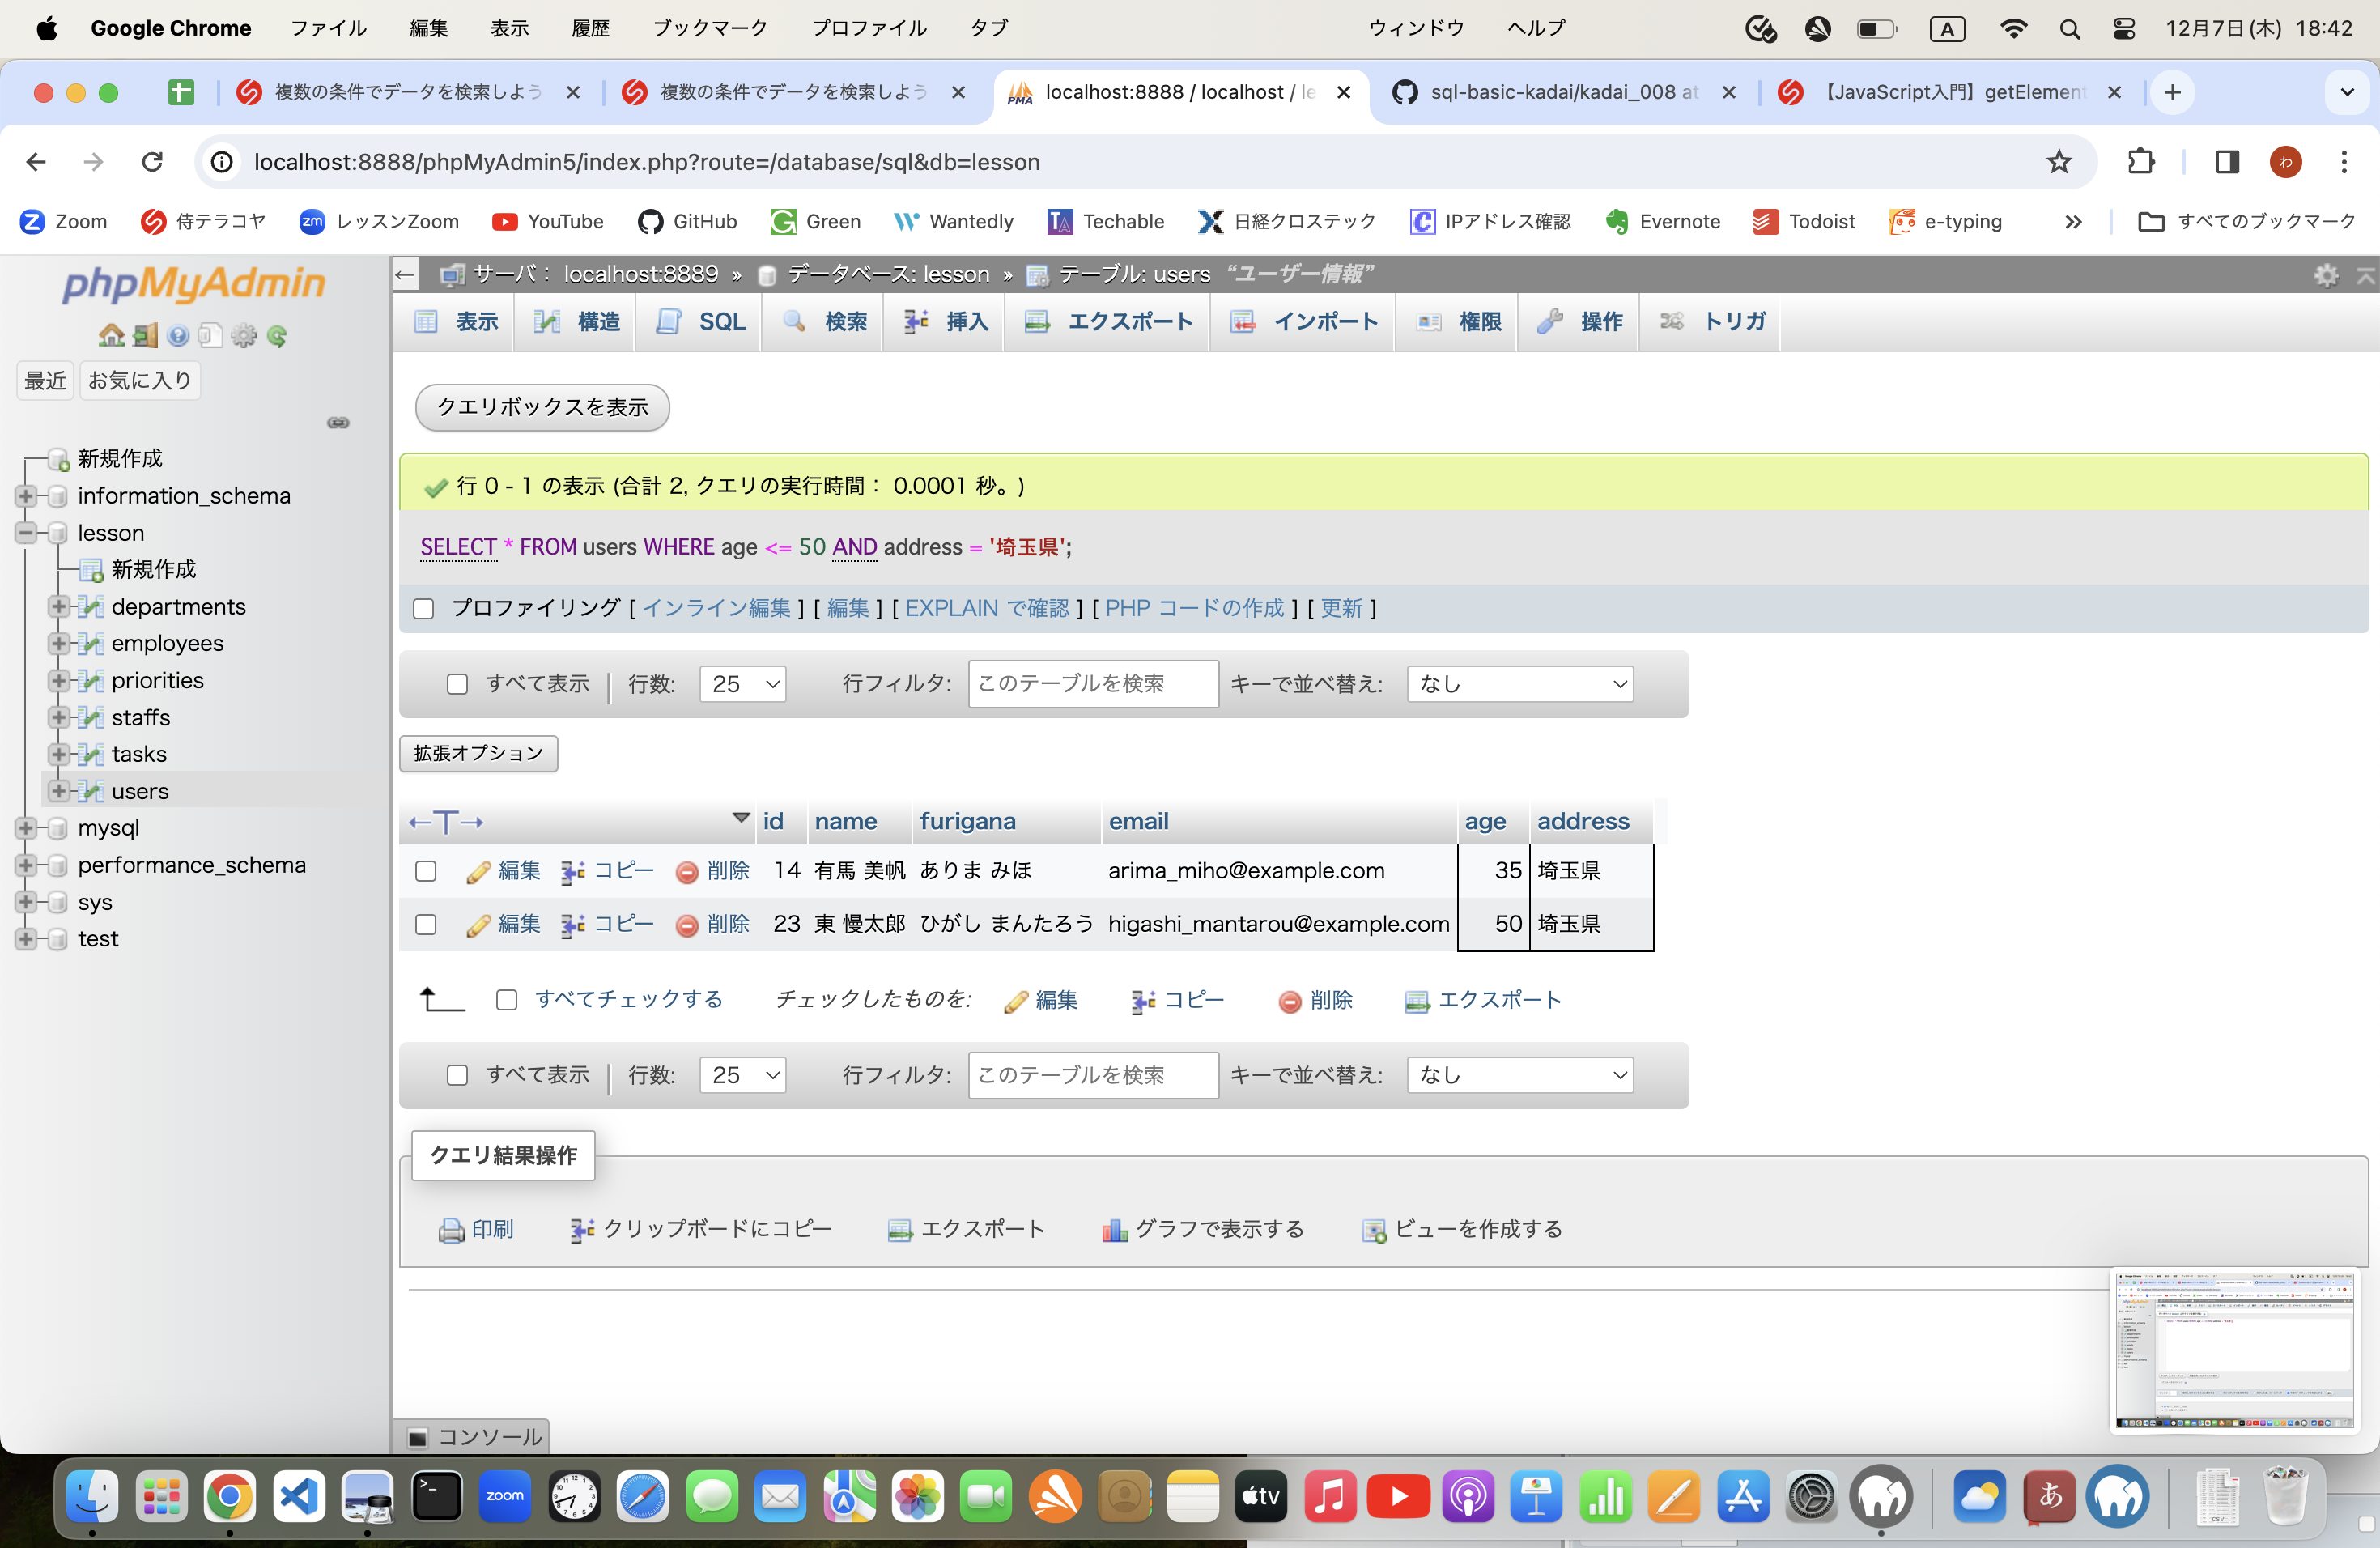 Google Chrome ファイル 編集 表示 履歴 ブックマーク プロファイル タブ ウィンドウ ヘルプ A 12月7日(木) 18:42
複数の条件でデータを検索しよう 複数の条件でデータを検索しよう PMA localhost:8888 / localhost / le sql-basic-kadai/kadai_008 at 【JavaScript入門】getElement
localhost:8888/phpMyAdmin5/index.php?route=/database/sql&db=lesson わ
Zoom 侍テラコヤ zm レッスンZoom YouTube GitHub Green Wantedly Techable 日経クロステック IPアドレス確認 Evernote Todoist e-typing すべてのブックマーク
phpMyAdmin
最近 お気に入り
新規作成
information_schema
lesson
新規作成
departments
employees
priorities
staffs
tasks
users
mysql
performance_schema
sys
test
サーバ: localhost:8889 » データベース: lesson » テーブル: users “ユーザー情報”
表示 構造 SQL 検索 挿入 エクスポート インポート 権限 操作 トリガ
クエリボックスを表示
行 0 - 1 の表示 (合計 2, クエリの実行時間： 0.0001 秒。)
SELECT * FROM users WHERE age <= 50 AND address = '埼玉県';
プロファイリング [ インライン編集 ] [ 編集 ] [ EXPLAIN で確認 ] [ PHP コードの作成 ] [ 更新 ]
すべて表示 | 行数: 25 行フィルタ: このテーブルを検索 キーで並べ替え: なし
拡張オプション
←T→ id name furigana email age address
編集 コピー 削除 14 有馬 美帆 ありま みほ arima_miho@example.com 35 埼玉県
編集 コピー 削除 23 東 慢太郎 ひがし まんたろう higashi_mantarou@example.com 50 埼玉県
すべてチェックする チェックしたものを: 編集 コピー 削除 エクスポート
すべて表示 | 行数: 25 行フィルタ: このテーブルを検索 キーで並べ替え: なし
クエリ結果操作
印刷 クリップボードにコピー エクスポート グラフで表示する ビューを作成する
コンソール
zoom tv あ CSV